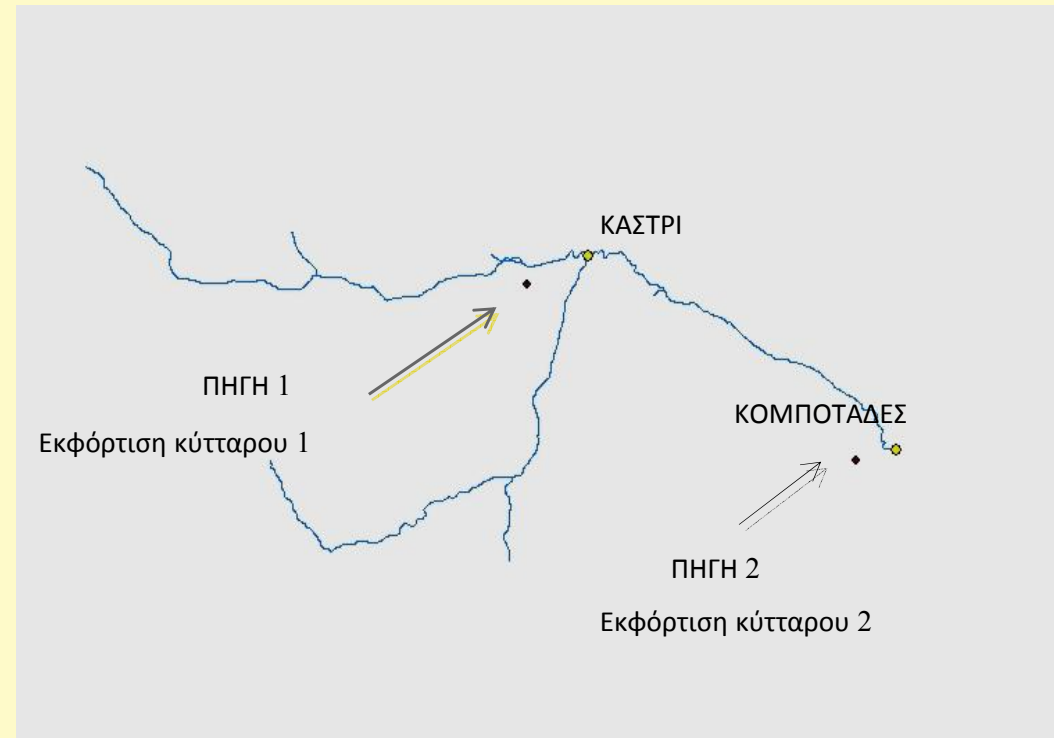 ΚΑΣΤΡΙ
ΠΗΓΗ 1
Εκφόρτιση κύτταρου 1
ΚΟΜΠΟΤΑΔΕΣ
ΠΗΓΗ 2
Εκφόρτιση κύτταρου 2